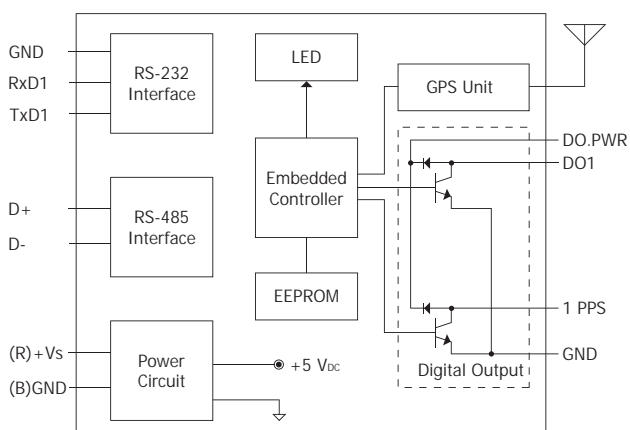 GND
RxD1
TxD1
RS-232
Interface
LED
GPS Unit
DO.PWR
DO1
D+
D-
RS-485
Interface
Embedded
Controller
EEPROM
1 PPS
GND
Digital Output
(R)+Vs
(B)GND
Power
Circuit
+5 VDC